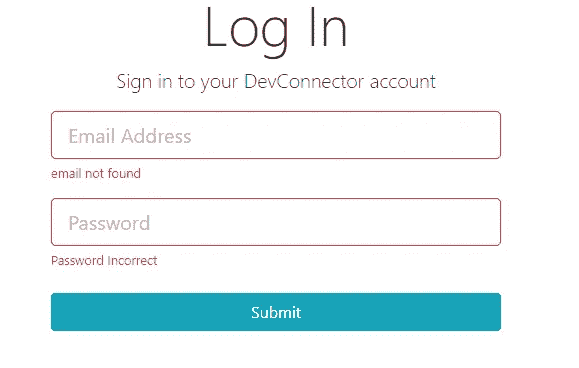 Log In
Sign in to your DevConnector account
Email Address
email not found
Password
Password Incorrect
Submit